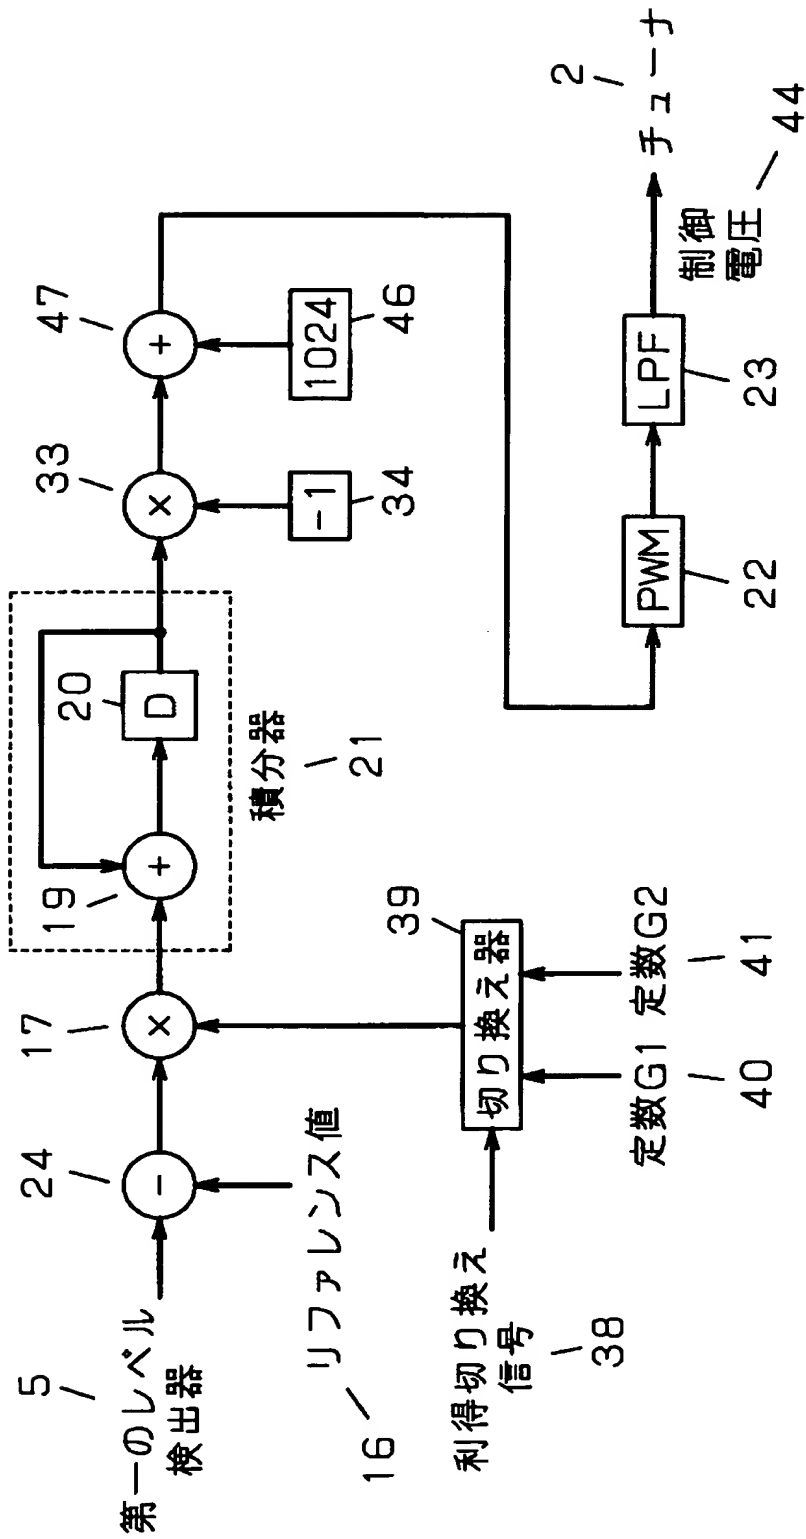 5
第一のレベル
検出器
24
−
リファレンス値
16
17
×
利得切り換え
信号
38
切り換え器
39
定数G1
40
定数G2
41
19
+
20
D
積分器
21
33
×
-1
34
47
+
1024
46
PWM
22
LPF
23
制御
電圧
44
2
チューナ